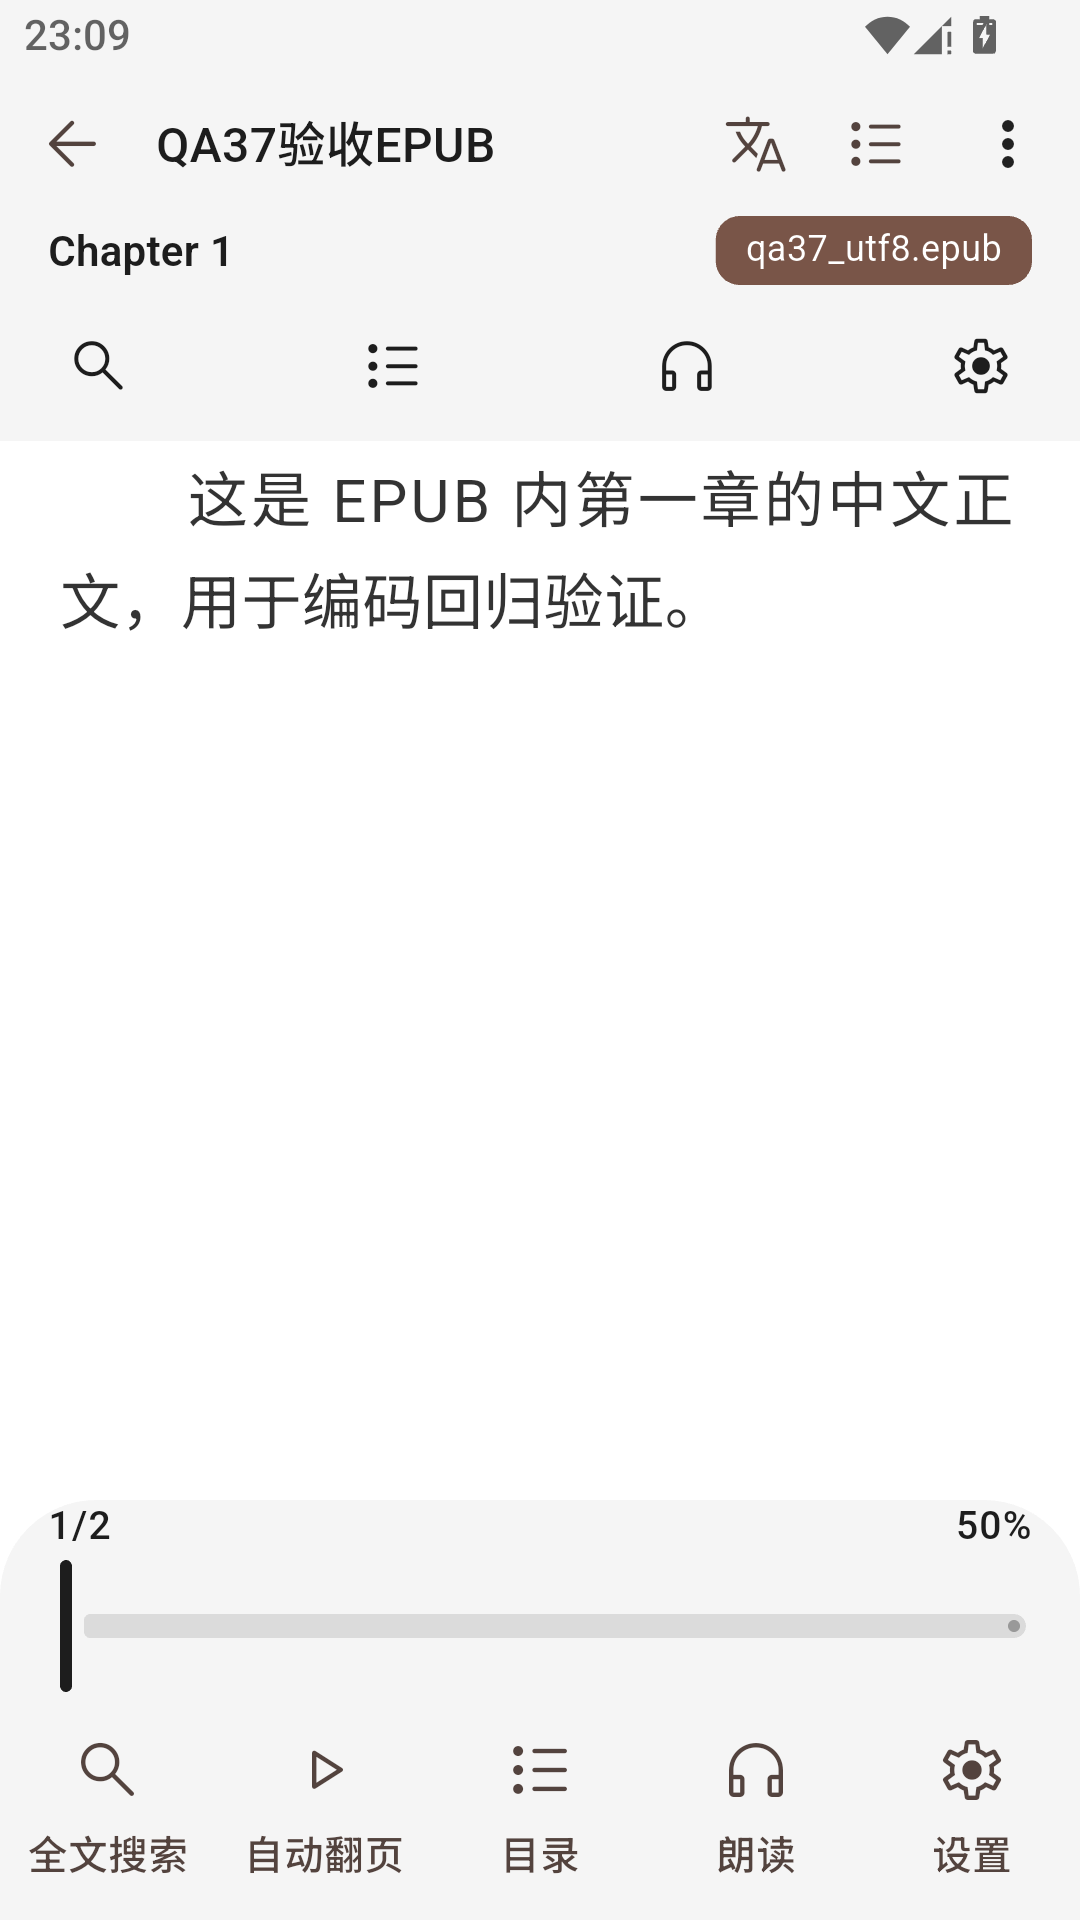 23:09
QA37验收EPUB
Chapter 1
qa37_utf8.epub
这是 EPUB 内第一章的中文正
文，用于编码回归验证。
1/2
50%
全文搜索
自动翻页
目录
朗读
设置